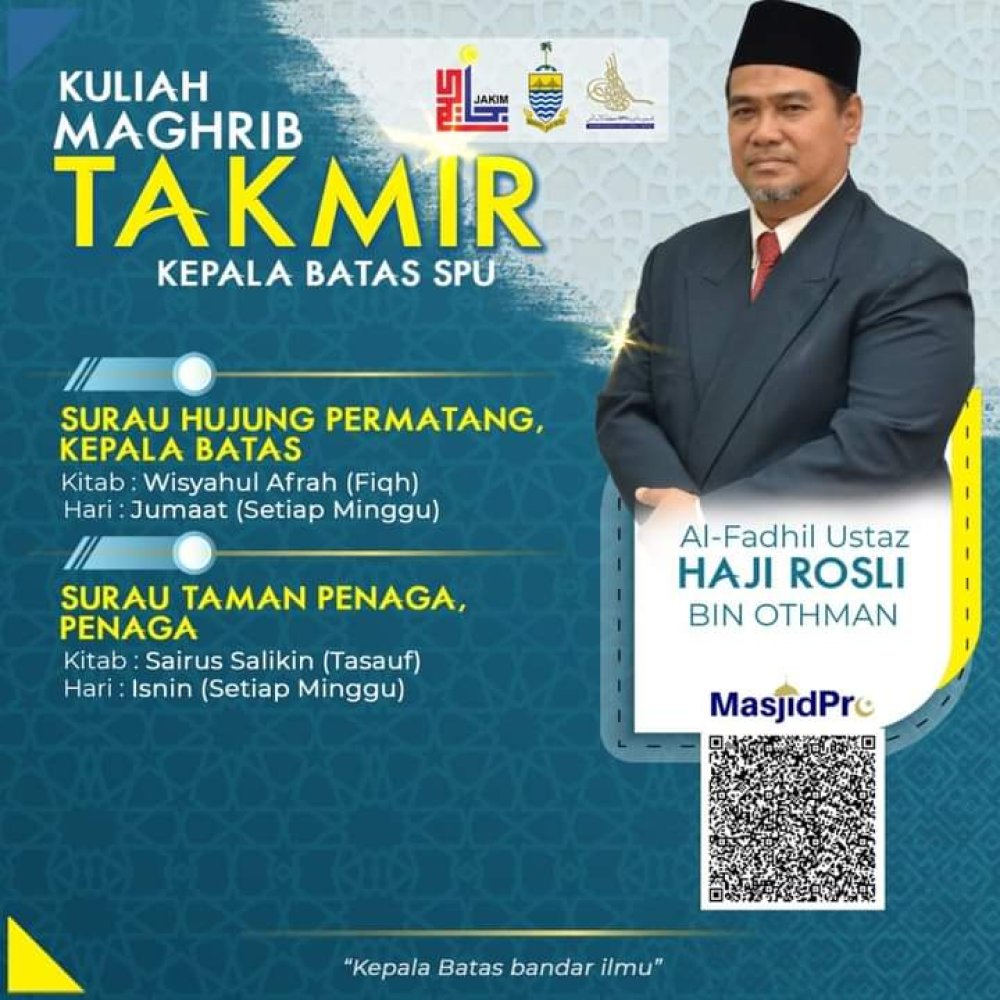 KULIAH
MAGHRIB
TAKMIR
KEPALA BATAS SPU
JAKIM
SURAU HUJUNG PERMATANG,
KEPALA BATAS
Kitab : Wisyahul Afrah (Fiqh)
Hari : Jumaat (Setiap Minggu)
SURAU TAMAN PENAGA,
PENAGA
Kitab : Sairus Salikin (Tasauf)
Hari : Isnin (Setiap Minggu)
Al-Fadhil Ustaz
HAJI ROSLI
BIN OTHMAN
MasjidPro
"Kepala Batas bandar ilmu"